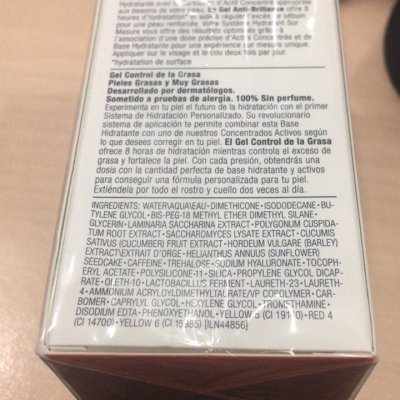 Hydratante avec un Cartouche d'Actif Concentré appropriée
aux besoins de votre peau. Le Gel Anti-Brillance offre 8
heures d'hydratation* et aide à réguler l'excès de sébum
pour une peau renforcée. Votre Système Hydratant Sur
Mesure vous offre des résultats optimisés grâce à
l'association d'une dose précise d'Actifs Concentrés et de
Base Hydratante pour une expérience sur mesure unique.
Appliquer sur le visage et le cou deux fois par jour.
*hydratation de surface
Gel Control de la Grasa
Pieles Grasas y Muy Grasas
Desarrollado por dermatólogos.
Sometido a pruebas de alergia. 100% Sin perfume.
Experimenta en tu piel el futuro de la hidratación con el primer
Sistema de Hidratación Personalizado. Su revolucionario
sistema de aplicación te permite combinar esta Base
Hidratante con uno de nuestros Concentrados Activos según
lo que desees corregir en tu piel. El Gel Control de la Grasa
ofrece 8 horas de hidratación mientras controla el exceso de
grasa y fortalece la piel. Con cada presión, obtendrás una
dosis con la cantidad perfecta de base hidratante y activos
para conseguir una fórmula personalizada para tu piel.
Extiéndela por todo el rostro y cuello dos veces al día.
INGREDIENTS: WATER\AQUA\EAU • DIMETHICONE • ISODODECANE • BU-
TYLENE GLYCOL • BIS-PEG-18 METHYL ETHER DIMETHYL SILANE •
GLYCERIN • LAMINARIA SACCHARINA EXTRACT • POLYGONUM CUSPIDA-
TUM ROOT EXTRACT • SACCHAROMYCES LYSATE EXTRACT • CUCUMIS
SATIVUS (CUCUMBER) FRUIT EXTRACT • HORDEUM VULGARE (BARLEY)
EXTRACT\EXTRAIT D'ORGE • HELIANTHUS ANNUUS (SUNFLOWER)
SEEDCAKE • CAFFEINE • TREHALOSE • SODIUM HYALURONATE • TOCOPH-
ERYL ACETATE • POLYSILICONE-11 • SILICA • PROPYLENE GLYCOL DICAP-
RATE • OLETH-10 • LACTOBACILLUS FERMENT • LAURETH-23 • LAURETH-
4 • AMMONIUM ACRYLOYLDIMETHYLTAURATE/VP COPOLYMER • CAR-
BOMER • CAPRYLYL GLYCOL • HEXYLENE GLYCOL • TROMETHAMINE •
DISODIUM EDTA • PHENOXYETHANOL • YELLOW 5 (CI 19140) • RED 4
(CI 14700) • YELLOW 6 (CI 15985) [ILN44856]